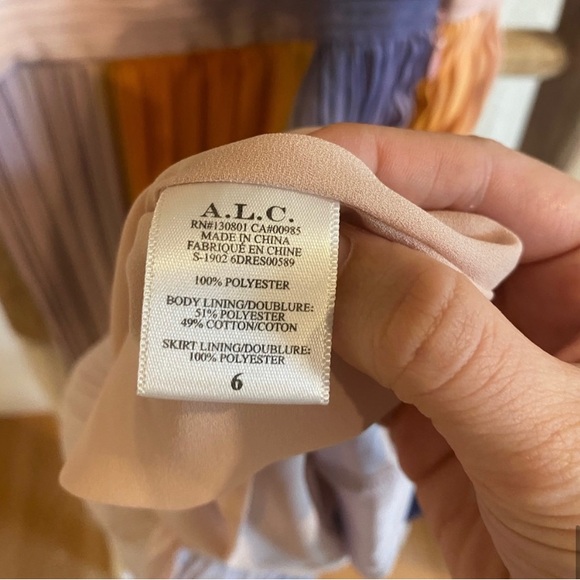 A.L.C.
RN#130801 CA#00985
MADE IN CHINA
FABRIQUÉ EN CHINE
S-1902 6DRES00589
100% POLYESTER
BODY LINING/DOUBLURE:
51% POLYESTER
49% COTTON/COTON
SKIRT LINING/DOUBLURE:
100% POLYESTER
6